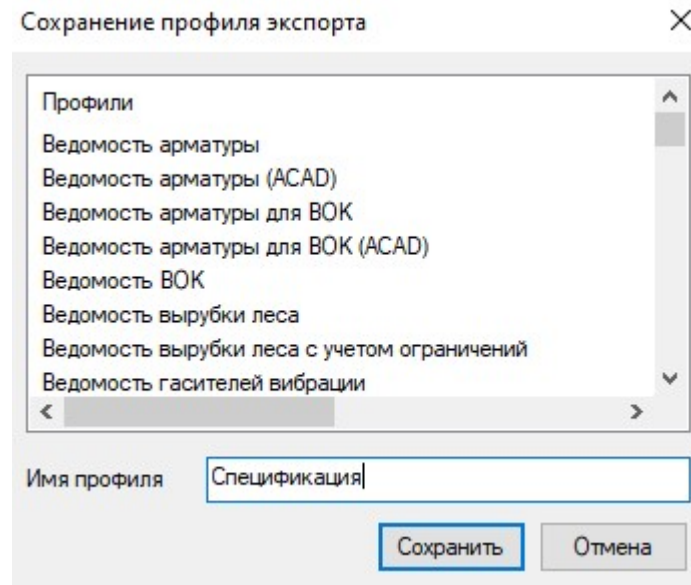 Сохранение профиля экспорта
Профили
Ведомость арматуры
Ведомость арматуры (ACAD)
Ведомость арматуры для ВОК
Ведомость арматуры для ВОК (ACAD)
Ведомость ВОК
Ведомость вырубки леса
Ведомость вырубки леса с учетом ограничений
Ведомость гасителей вибрации
Имя профиля Спецификация
Сохранить Отмена